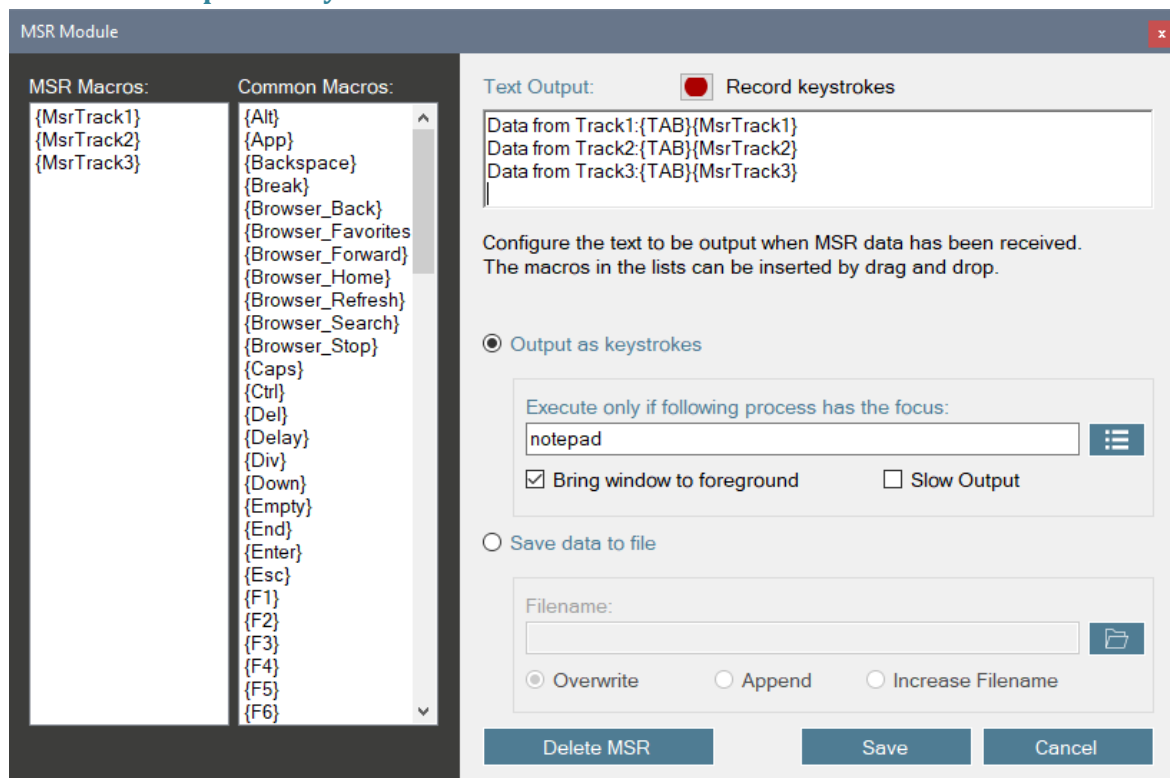 MSR Module
x
MSR Macros:
{MsrTrack1}
{MsrTrack2}
{MsrTrack3}
Common Macros:
{Alt}
{App}
{Backspace}
{Break}
{Browser_Back}
{Browser_Favorites
{Browser_Forward}
{Browser_Home}
{Browser_Refresh}
{Browser_Search}
{Browser_Stop}
{Caps}
{Ctrl}
{Del}
{Delay}
{Div}
{Down}
{Empty}
{End}
{Enter}
{Esc}
{F1}
{F2}
{F3}
{F4}
{F5}
{F6}
Text Output:
Record keystrokes
Data from Track1:{TAB}{MsrTrack1}
Data from Track2:{TAB}{MsrTrack2}
Data from Track3:{TAB}{MsrTrack3}
Configure the text to be output when MSR data has been received.
The macros in the lists can be inserted by drag and drop.
Output as keystrokes
Execute only if following process has the focus:
notepad
Bring window to foreground
Slow Output
Save data to file
Filename:
Overwrite
Append
Increase Filename
Delete MSR
Save
Cancel